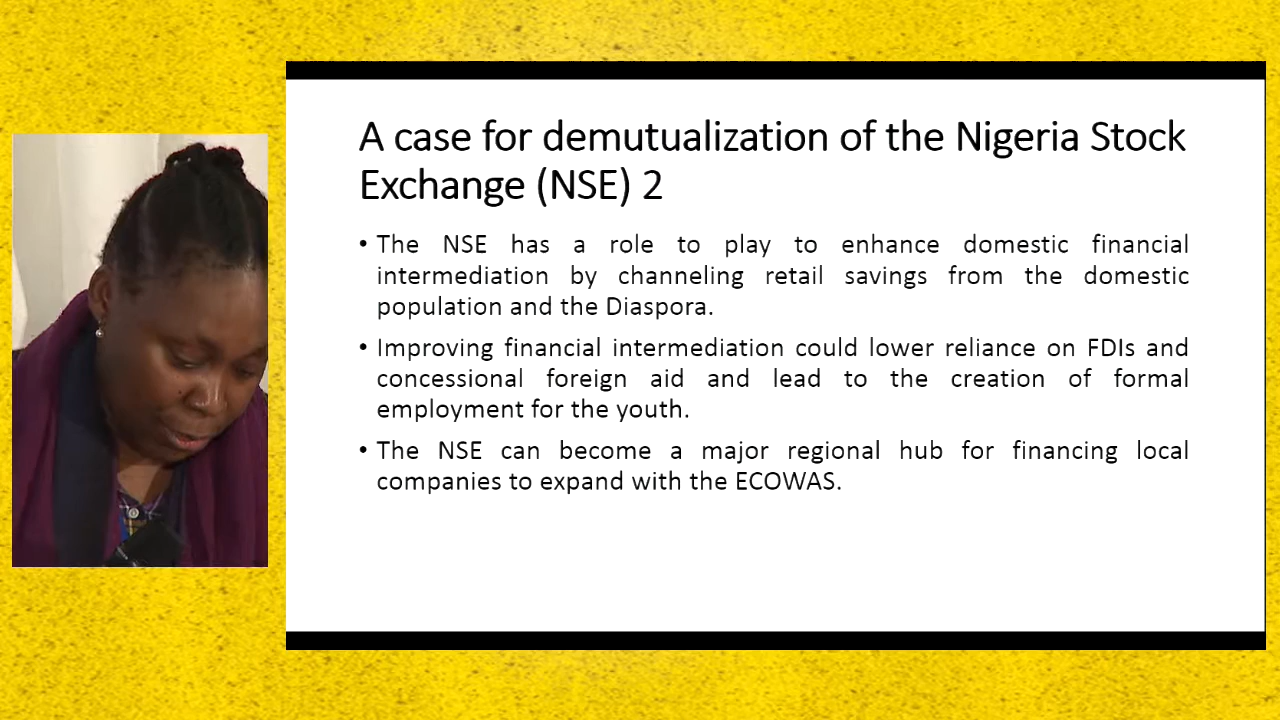 A case for demutualization of the Nigeria Stock
Exchange (NSE) 2
• The NSE has a role to play to enhance domestic financial
intermediation by channeling retail savings from the domestic
population and the Diaspora.
• Improving financial intermediation could lower reliance on FDIs and
concessional foreign aid and lead to the creation of formal
employment for the youth.
• The NSE can become a major regional hub for financing local
companies to expand with the ECOWAS.